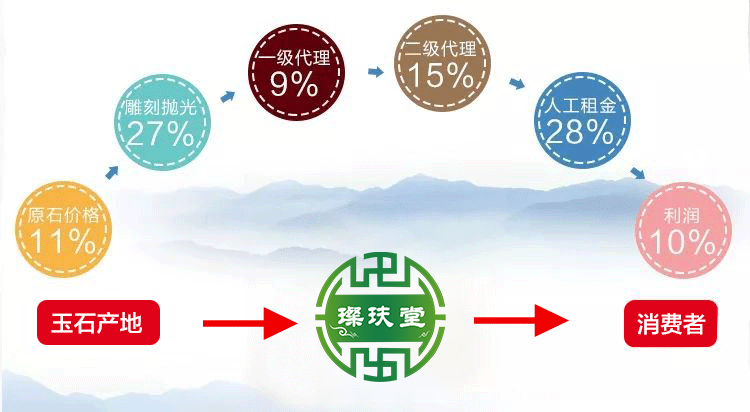 一级代理
9%
二级代理
15%
雕刻抛光
27%
人工租金
28%
原石价格
11%
利润
10%
玉石产地
璨玞堂
消费者